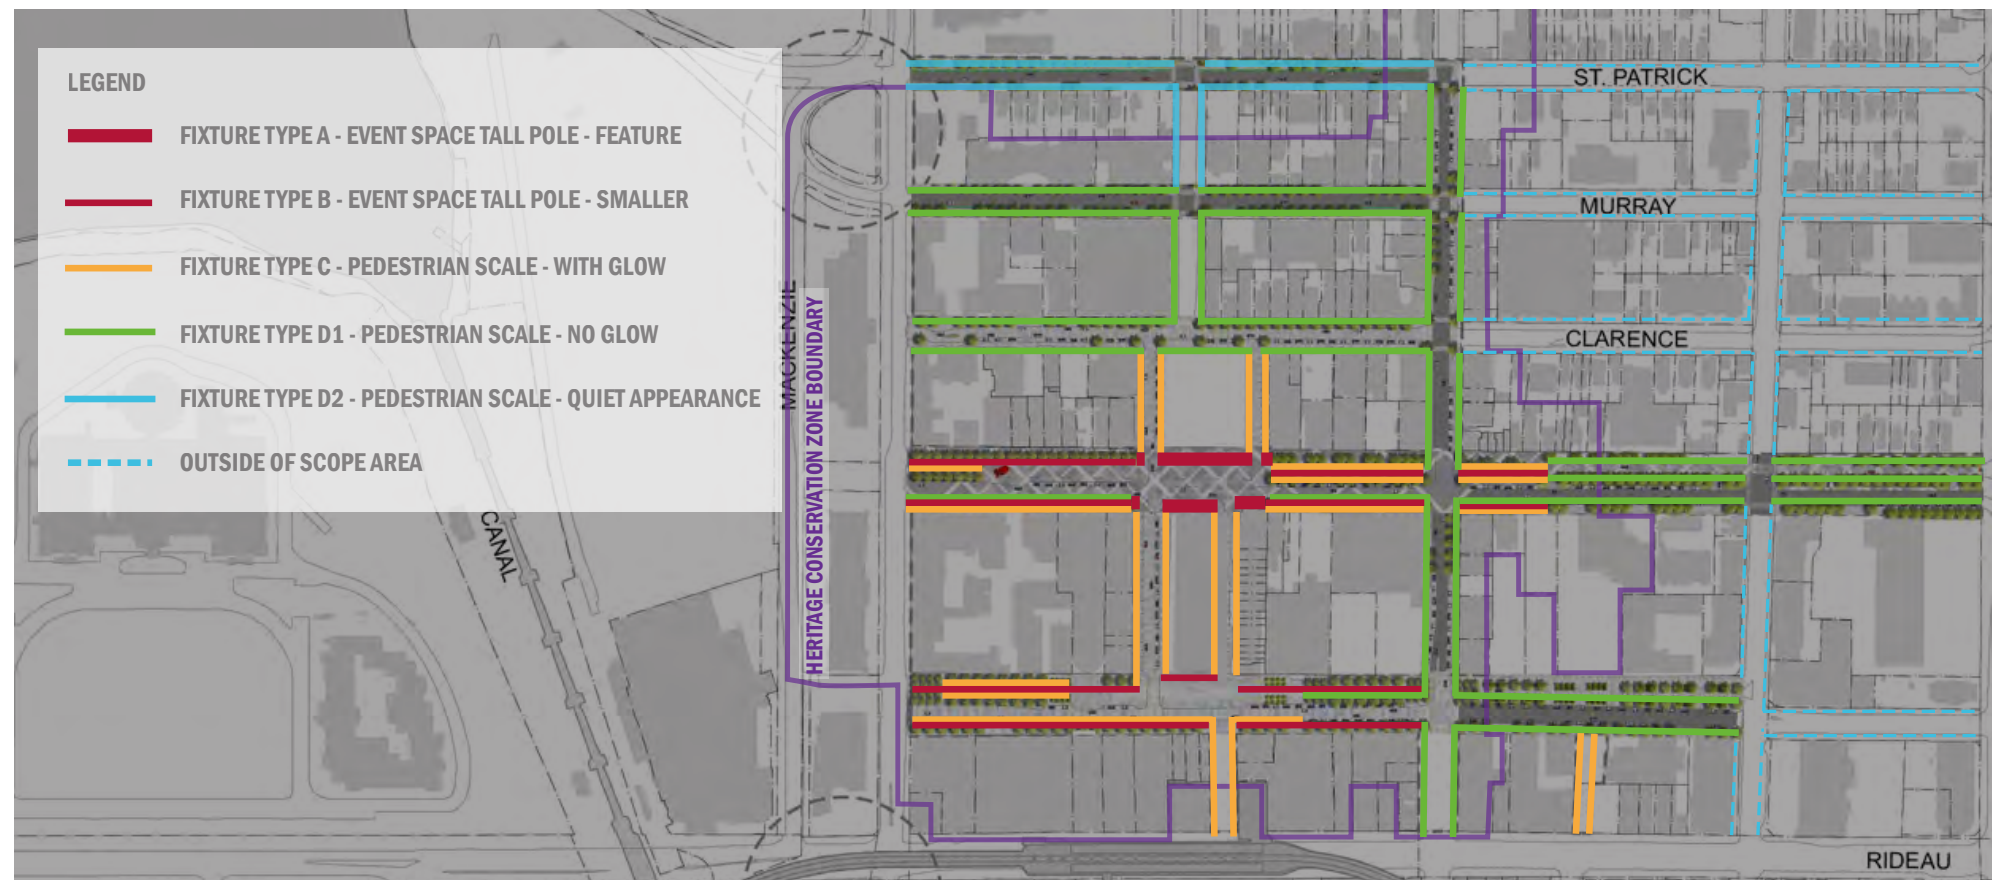 LEGEND
FIXTURE TYPE A - EVENT SPACE TALL POLE - FEATURE
FIXTURE TYPE B - EVENT SPACE TALL POLE - SMALLER
FIXTURE TYPE C - PEDESTRIAN SCALE - WITH GLOW
FIXTURE TYPE D1 - PEDESTRIAN SCALE - NO GLOW
FIXTURE TYPE D2 - PEDESTRIAN SCALE - QUIET APPEARANCE
OUTSIDE OF SCOPE AREA
CANAL
MACKENZIE
HERITAGE CONSERVATION ZONE BOUNDARY
ST. PATRICK
MURRAY
CLARENCE
RIDEAU